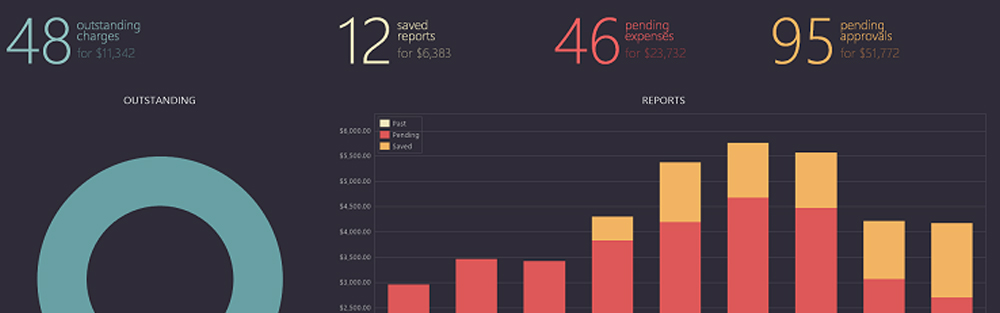 48 outstanding
charges
for $11,342
12 saved
reports
for $6,383
46 pending
expenses
for $23,732
95 pending
approvals
for $51,772
OUTSTANDING
REPORTS
Past
Pending
Saved
$6,000.00
$5,500.00
$5,000.00
$4,500.00
$4,000.00
$3,500.00
$3,000.00
$2,500.00